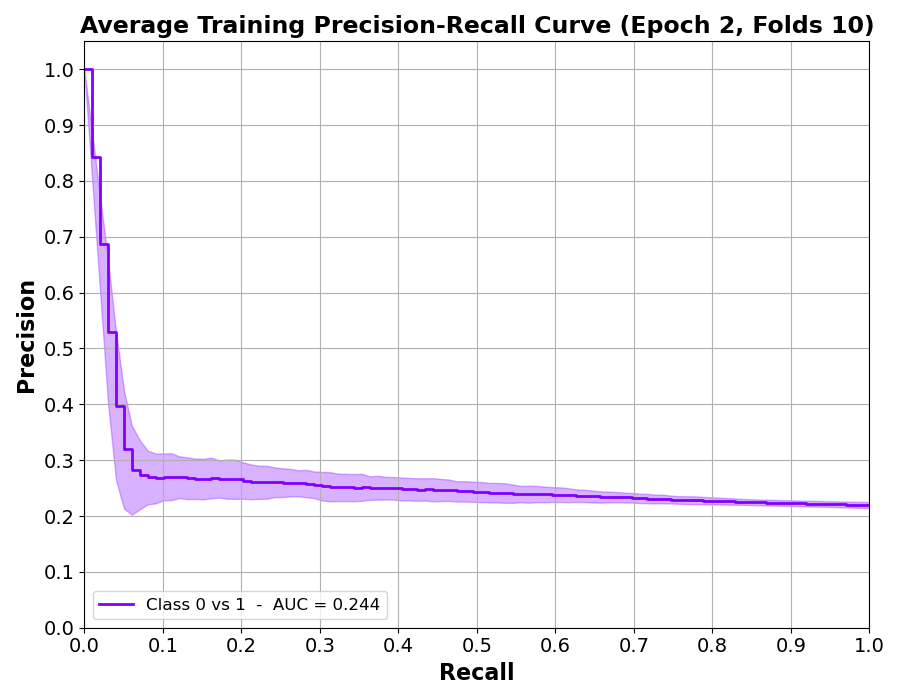 Average Training Precision-Recall Curve (Epoch 2, Folds 10)
1.0
0.9
0.8
0.7
0.6
0.5
0.4
0.3
0.2
0.1
0.0
Precision
Class 0 vs 1 - AUC = 0.244
0.0 0.1 0.2 0.3 0.4 0.5 0.6 0.7 0.8 0.9 1.0
Recall